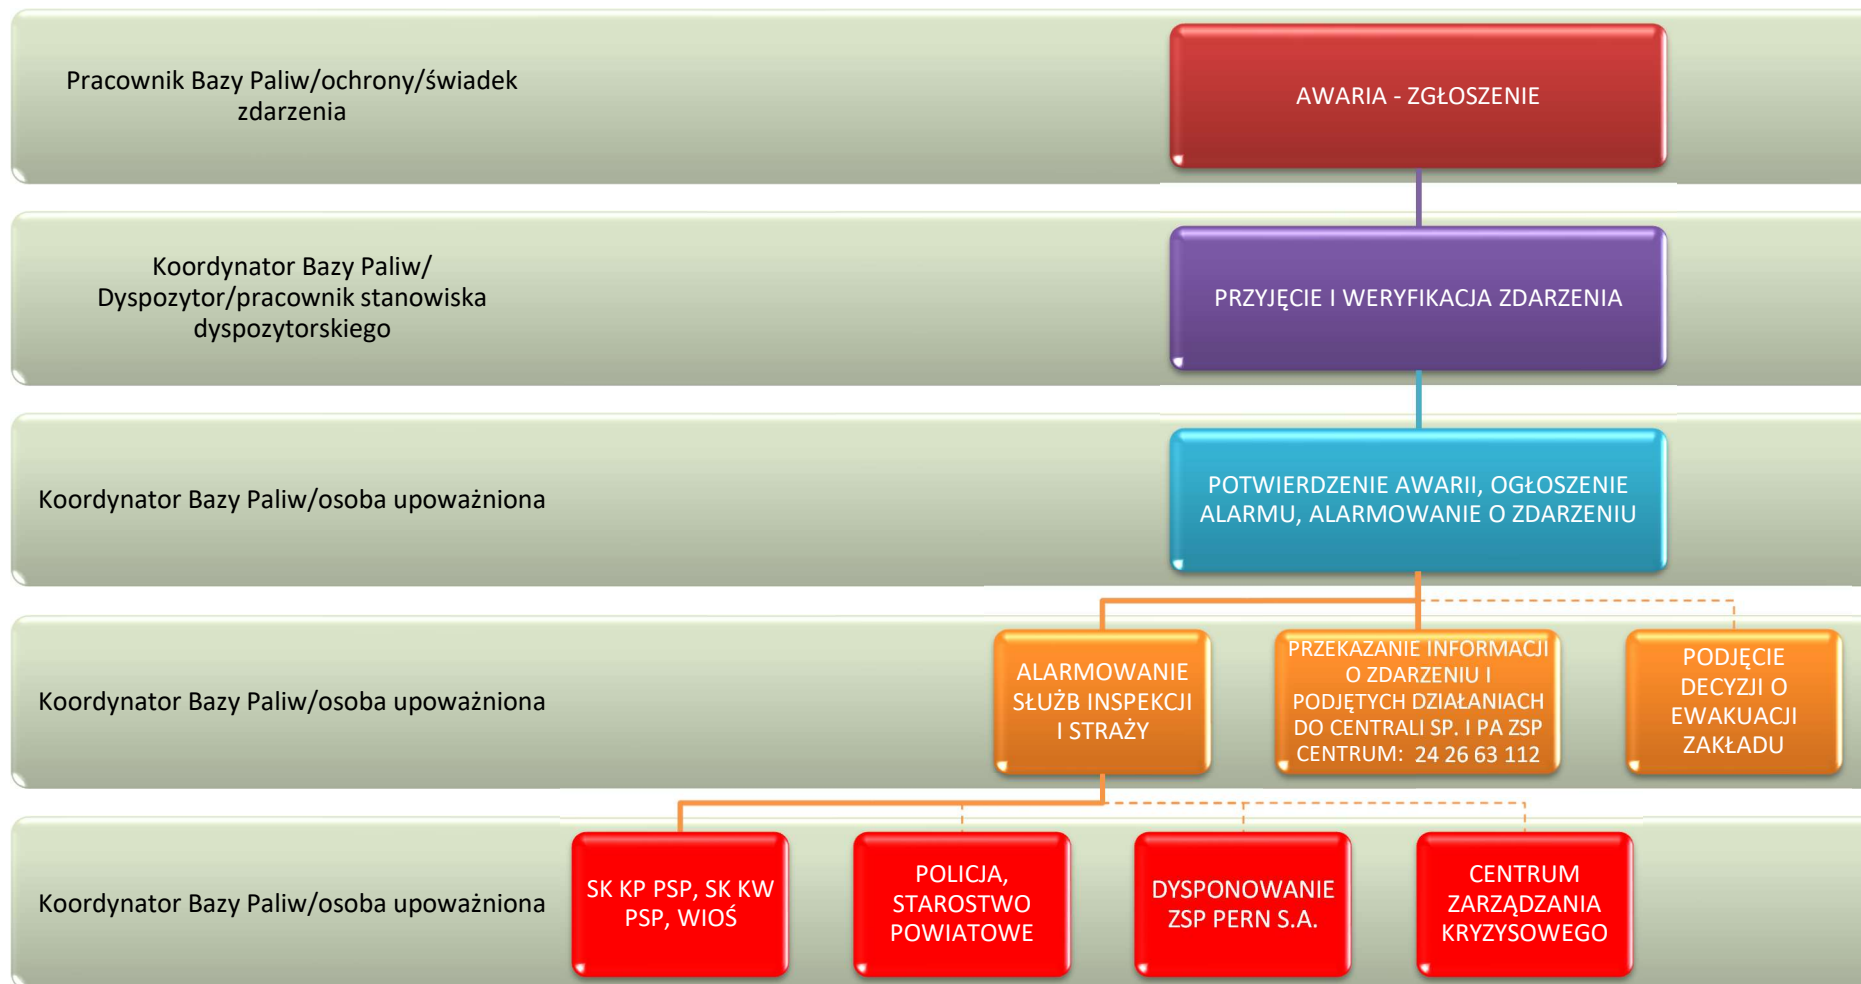 Pracownik Bazy Paliw/ochrony/świadek
zdarzenia
AWARIA - ZGŁOSZENIE
Koordynator Bazy Paliw/
Dyspozytor/pracownik stanowiska
dyspozytorskiego
PRZYJĘCIE I WERYFIKACJA ZDARZENIA
Koordynator Bazy Paliw/osoba upoważniona
POTWIERDZENIE AWARII, OGŁOSZENIE
ALARMU, ALARMOWANIE O ZDARZENIU
Koordynator Bazy Paliw/osoba upoważniona
ALARMOWANIE
SŁUŻB INSPEKCJI
I STRAŻY
PRZEKAZANIE INFORMACJI
O ZDARZENIU I
PODJĘTYCH DZIAŁANIACH
DO CENTRALI SP. I PA ZSP
CENTRUM: 24 26 63 112
PODJĘCIE
DECYZJI O
EWAKUACJI
ZAKŁADU
Koordynator Bazy Paliw/osoba upoważniona
SK KP PSP, SK KW
PSP, WIOŚ
POLICJA,
STAROSTWO
POWIATOWE
DYSPONOWANIE
ZSP PERN S.A.
CENTRUM
ZARZĄDZANIA
KRYZYSOWEGO